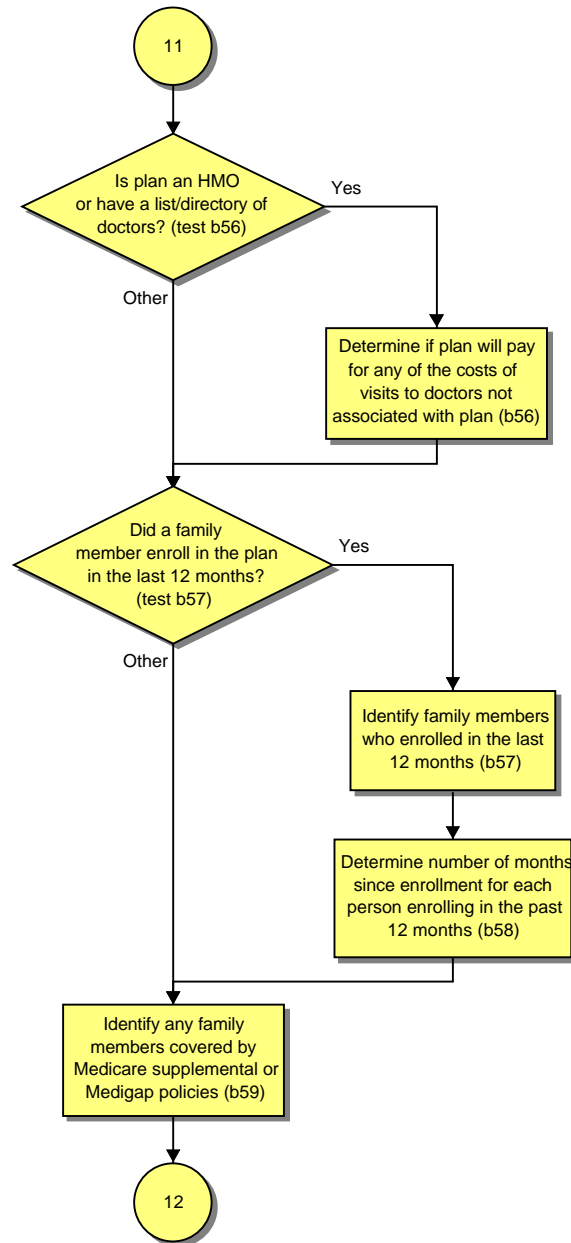 11
Is plan an HMO
or have a list/directory of
doctors? (test b56)
Yes
Other
Determine if plan will pay
for any of the costs of
visits to doctors not
associated with plan (b56)
Did a family
member enroll in the plan
in the last 12 months?
(test b57)
Yes
Other
Identify family members
who enrolled in the last
12 months (b57)
Determine number of months
since enrollment for each
person enrolling in the past
12 months (b58)
Identify any family
members covered by
Medicare supplemental or
Medigap policies (b59)
12